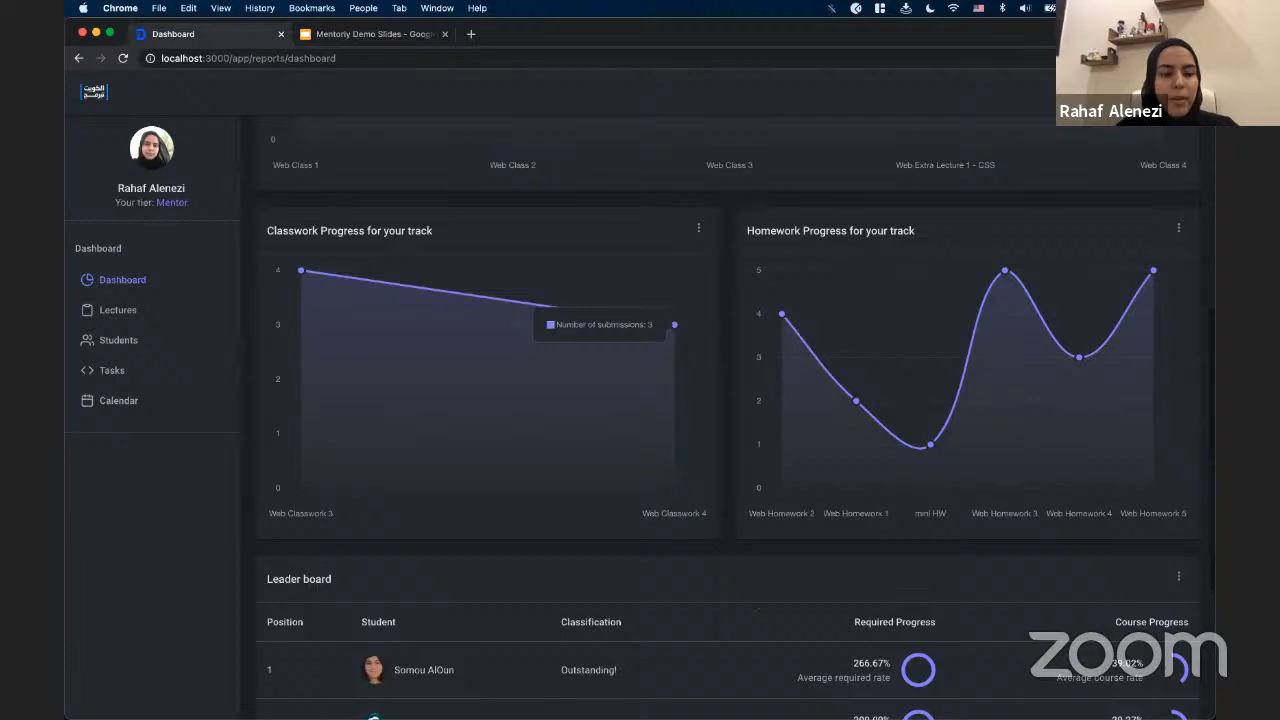 Chrome File Edit View History Bookmarks People Tab Window Help
Dashboard
Mentorly Demo Slides - Goog
localhost:3000/app/reports/dashboard
Rahaf Alenezi
الكويت
تبرمج
Rahaf Alenezi
Your tier: Mentor
Dashboard
Dashboard
Lectures
Students
Tasks
Calendar
0
Web Class 1 Web Class 2 Web Class 3 Web Extra Lecture 1 - CSS Web Class 4
Classwork Progress for your track
4
3
2
1
0
Number of submissions: 3
Web Classwork 3 Web Classwork 4
Homework Progress for your track
5
4
3
2
1
0
Web Homework 2 Web Homework 1 mini HW Web Homework 3 Web Homework 4 Web Homework 5
Leader board
Position Student Classification Required Progress Course Progress
1 Somou AlOun Outstanding! 266.67% 39.02%
Average required rate Average course rate
zoom